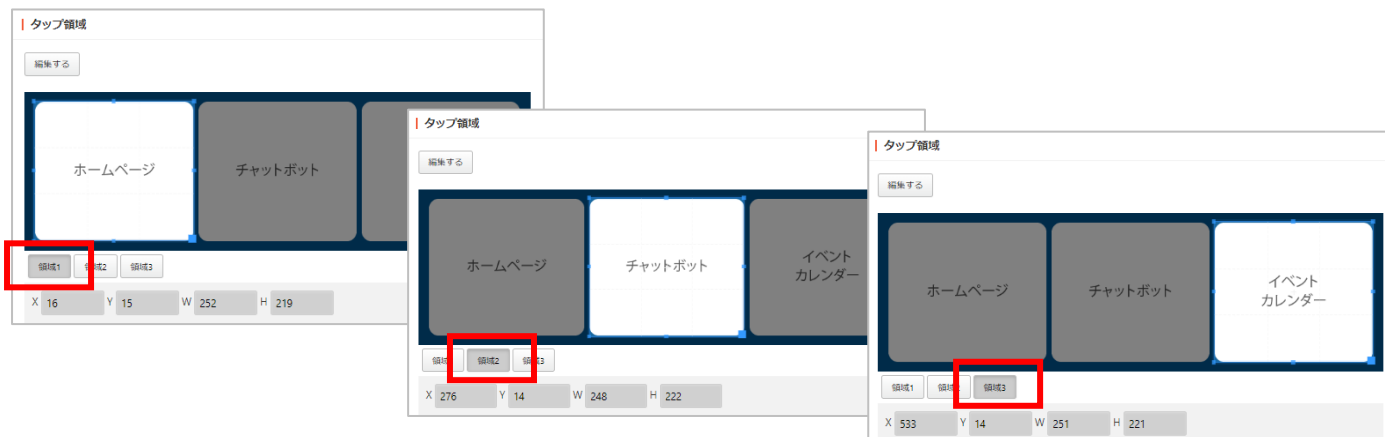 タップ領域
編集する
ホームページ
チャットボット
領域1
領域2
領域3
X 16 Y 15 W 252 H 219
タップ領域
編集する
ホームページ
チャットボット
イベント
カレンダー
領域2
X 276 Y 14 W 248 H 222
タップ領域
編集する
ホームページ
チャットボット
イベント
カレンダー
領域1
領域3
X 533 Y 14 W 251 H 221